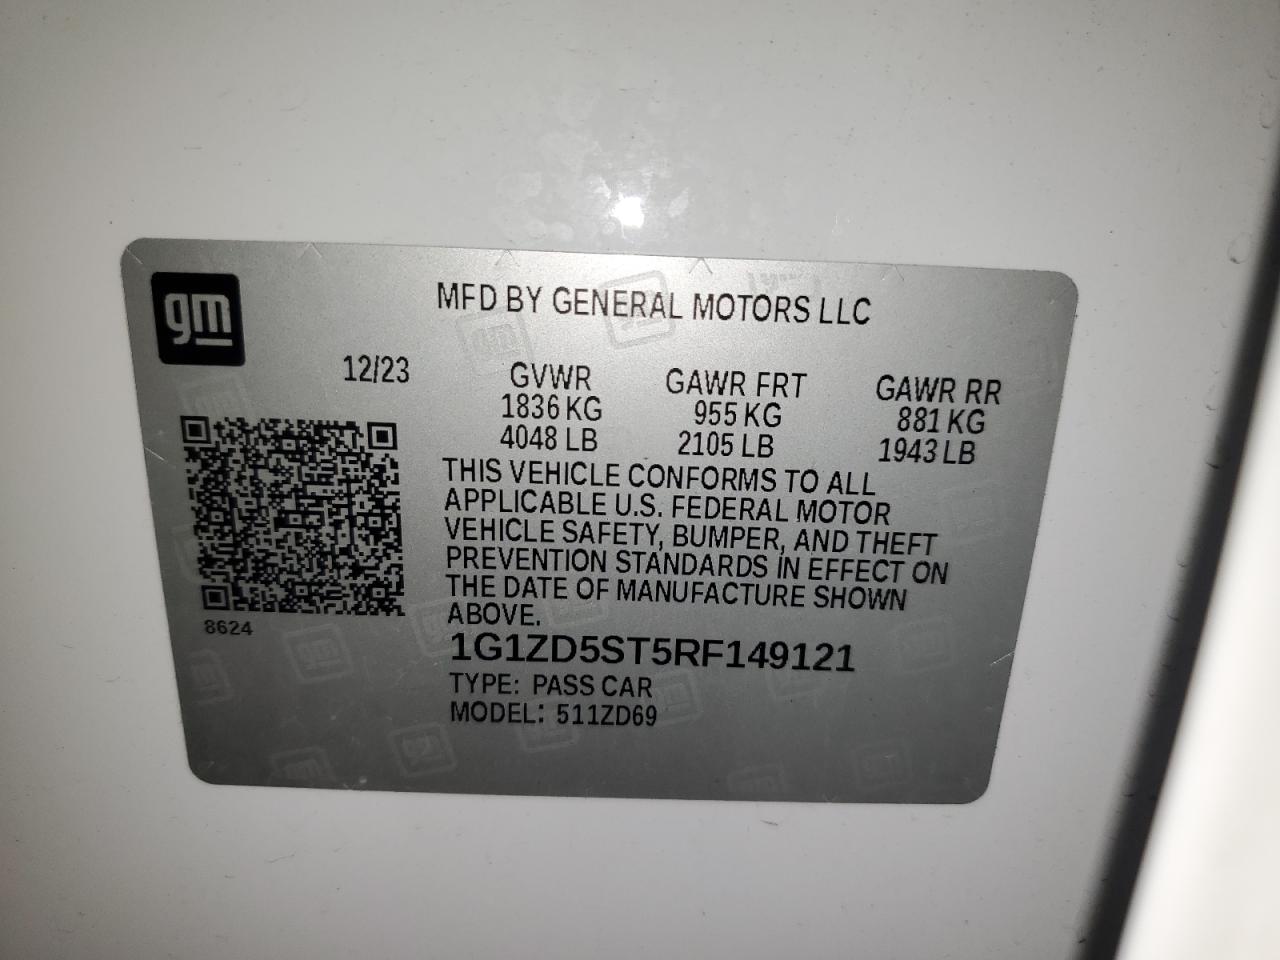 gm
MFD BY GENERAL MOTORS LLC
12/23 GVWR GAWR FRT GAWR RR
1836 KG 955 KG 881 KG
4048 LB 2105 LB 1943 LB
THIS VEHICLE CONFORMS TO ALL
APPLICABLE U.S. FEDERAL MOTOR
VEHICLE SAFETY, BUMPER, AND THEFT
PREVENTION STANDARDS IN EFFECT ON
THE DATE OF MANUFACTURE SHOWN
ABOVE.
8624
1G1ZD5ST5RF149121
TYPE: PASS CAR
MODEL: 511ZD69